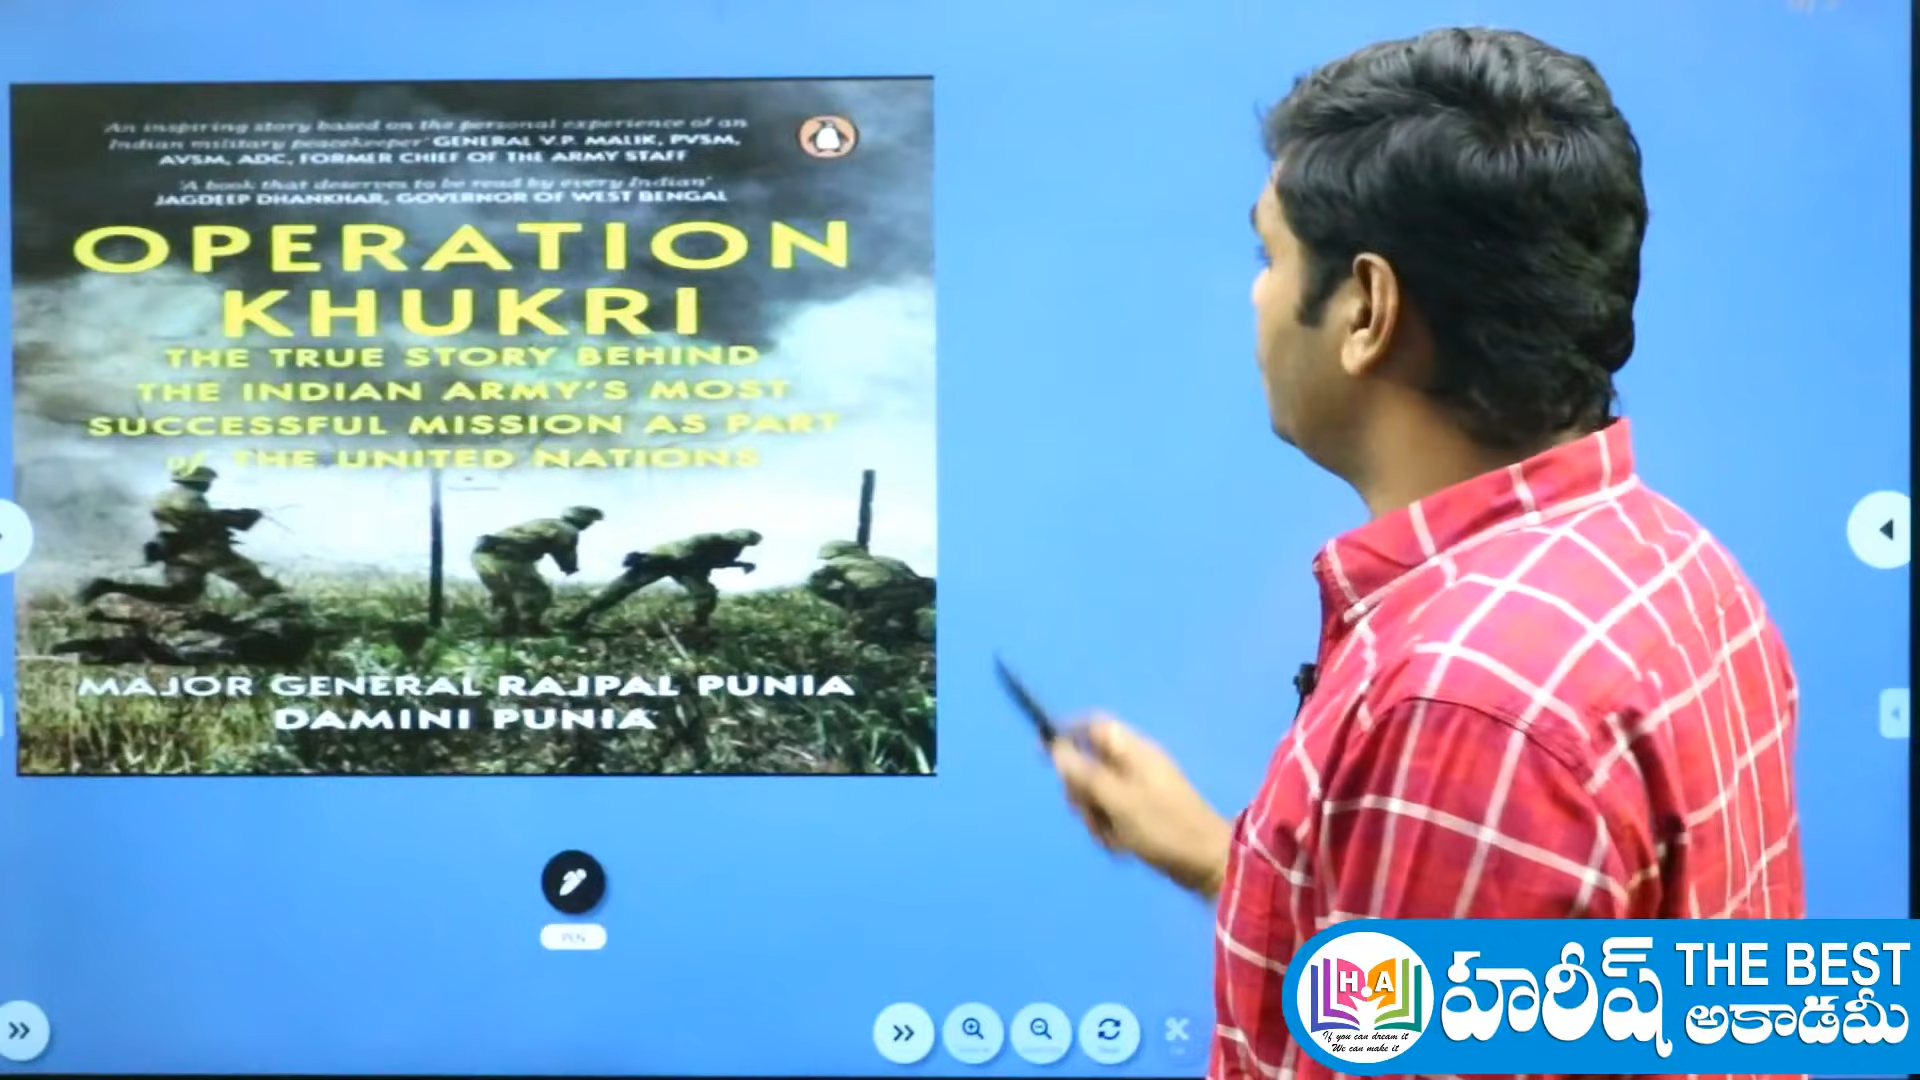 An inspiring story based on the personal experience of an
Indian military peacekeeper' GENERAL V.P. MALIK, PVSM,
AVSM, ADC, FORMER CHIEF OF THE ARMY STAFF
'A book that deserves to be read by every Indian'
JAGDEEP DHANKHAR, GOVERNOR OF WEST BENGAL
OPERATION
KHUKRI
THE TRUE STORY BEHIND
THE INDIAN ARMY'S MOST
SUCCESSFUL MISSION AS PART
of THE UNITED NATIONS
MAJOR GENERAL RAJPAL PUNIA
DAMINI PUNIA
PEN
H.A
If you can dream it
We can make it
హరీష్
THE BEST
అకాడమీ